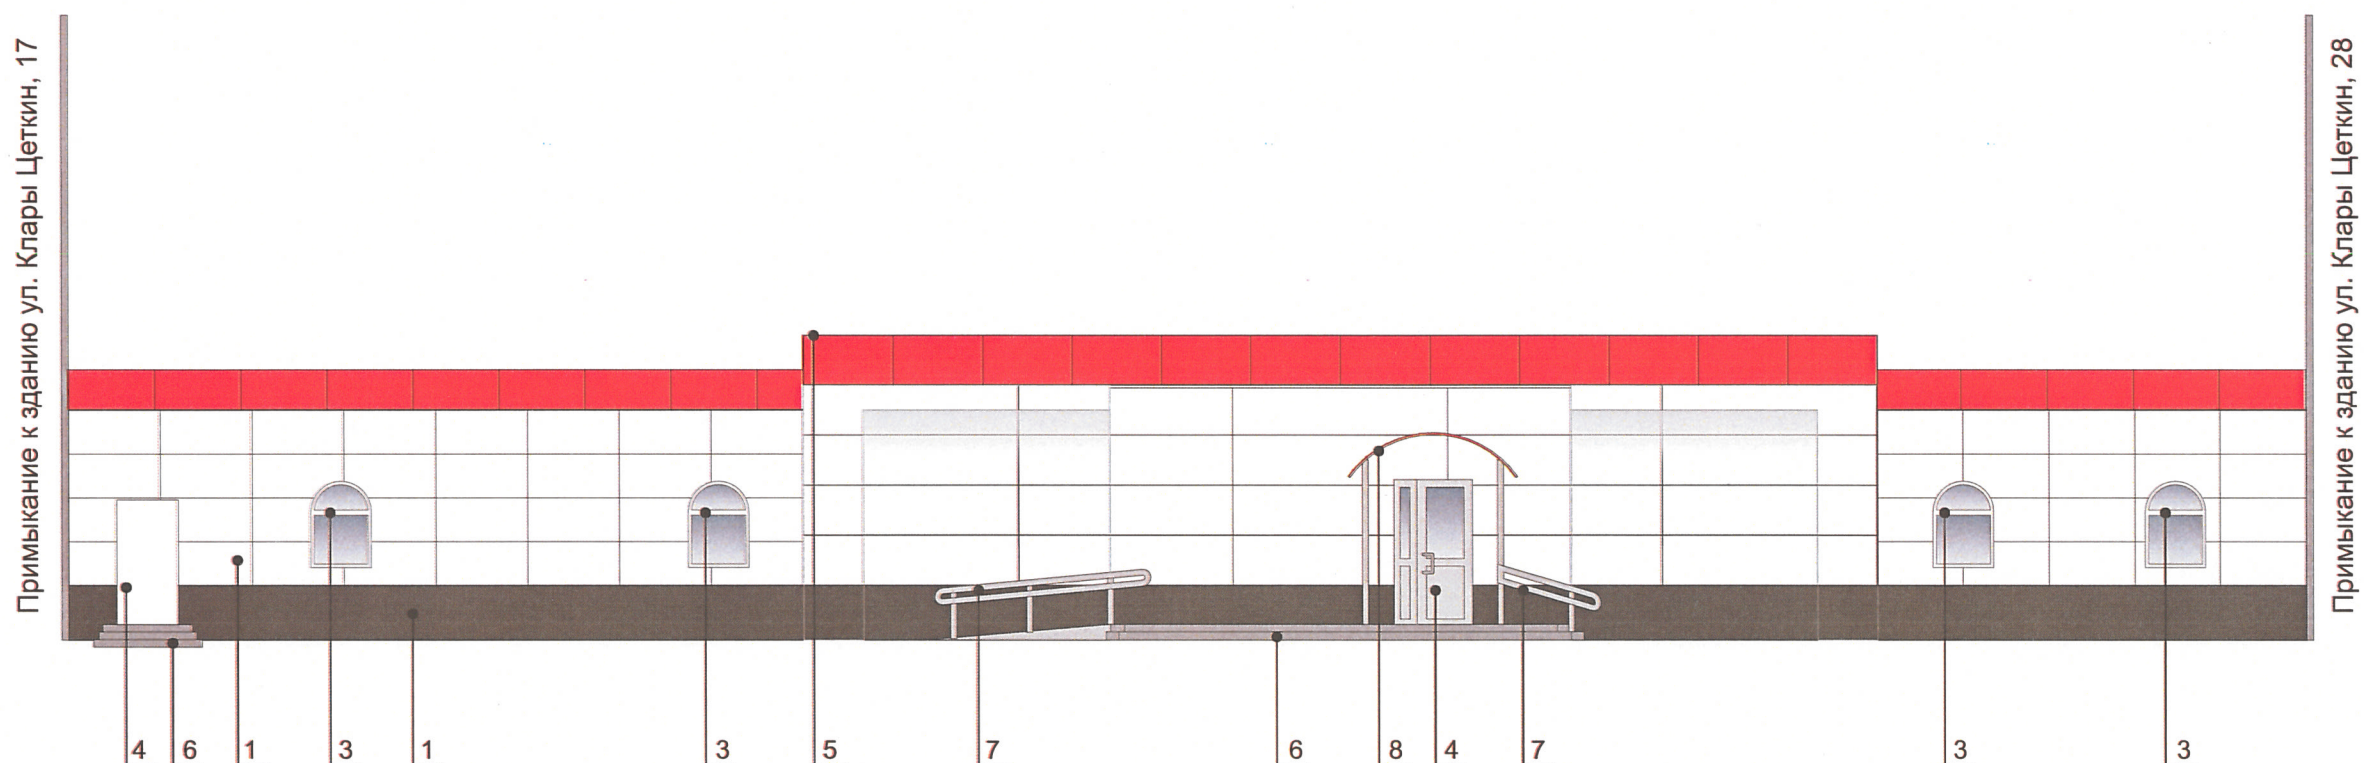 Примыкание к зданию ул. Клары Цеткин, 17
Примыкание к зданию ул. Клары Цеткин, 28
4 6 1 3 1 3 5 7 6 8 4 7 3 3